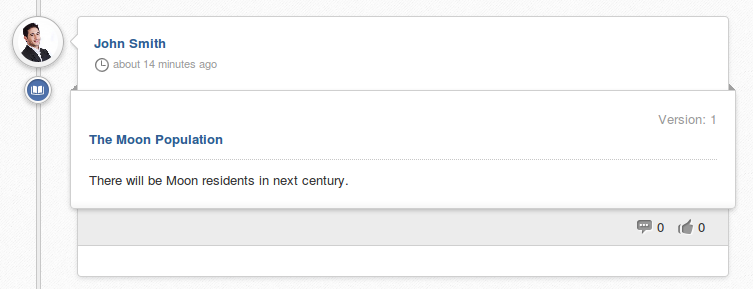 John Smith
about 14 minutes ago
Version: 1
The Moon Population
There will be Moon residents in next century.
0 0